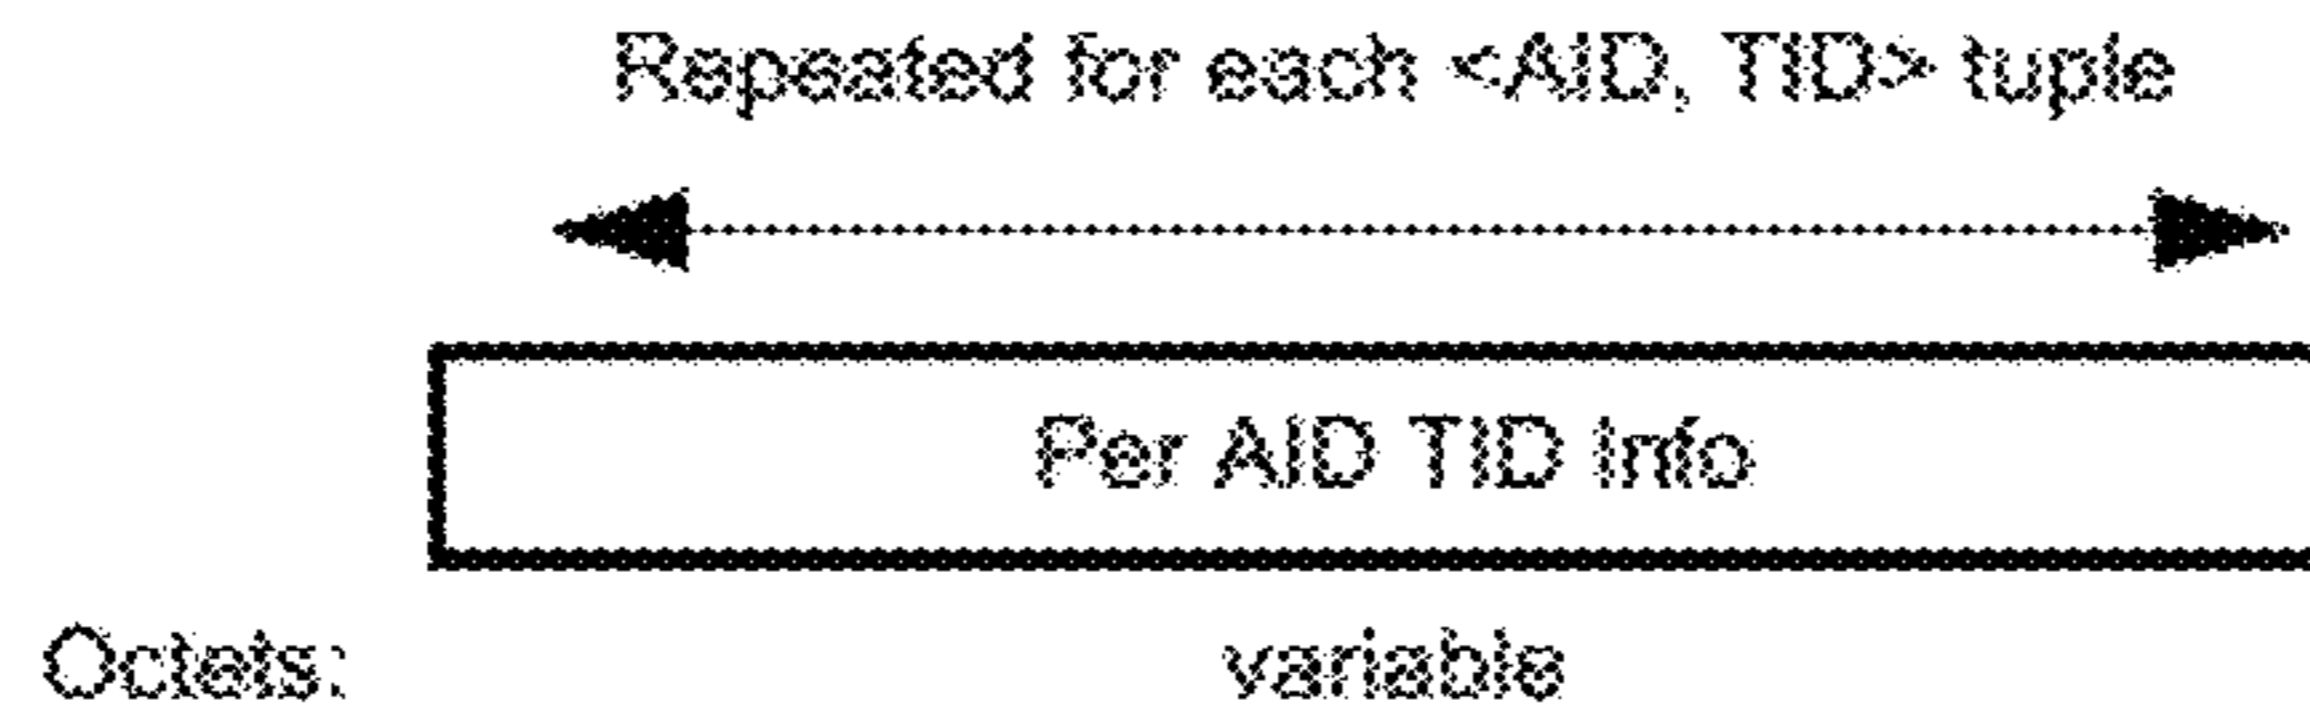 Repeated for each <AID, TID> tuple
Per AID TID Info
Octets: variable